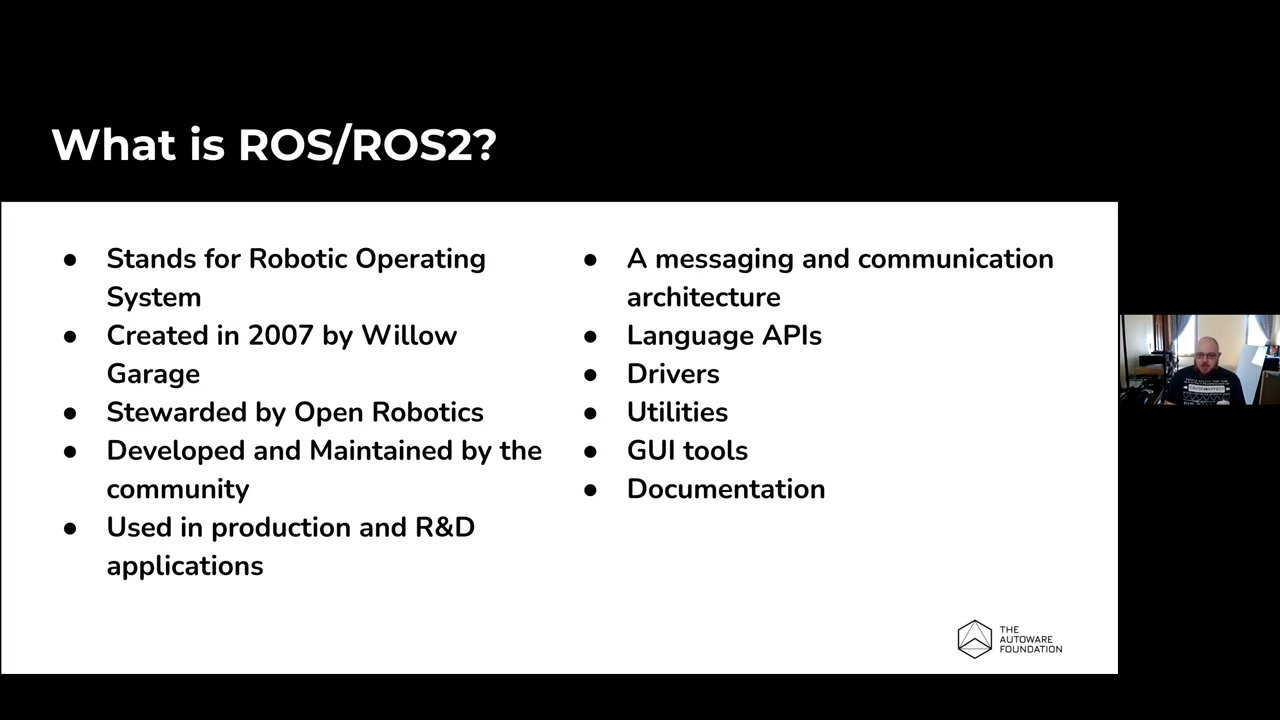 What is ROS/ROS2?
● Stands for Robotic Operating
System
● Created in 2007 by Willow
Garage
● Stewarded by Open Robotics
● Developed and Maintained by the
community
● Used in production and R&D
applications
● A messaging and communication
architecture
● Language APIs
● Drivers
● Utilities
● GUI tools
● Documentation
THE
AUTOWARE
FOUNDATION